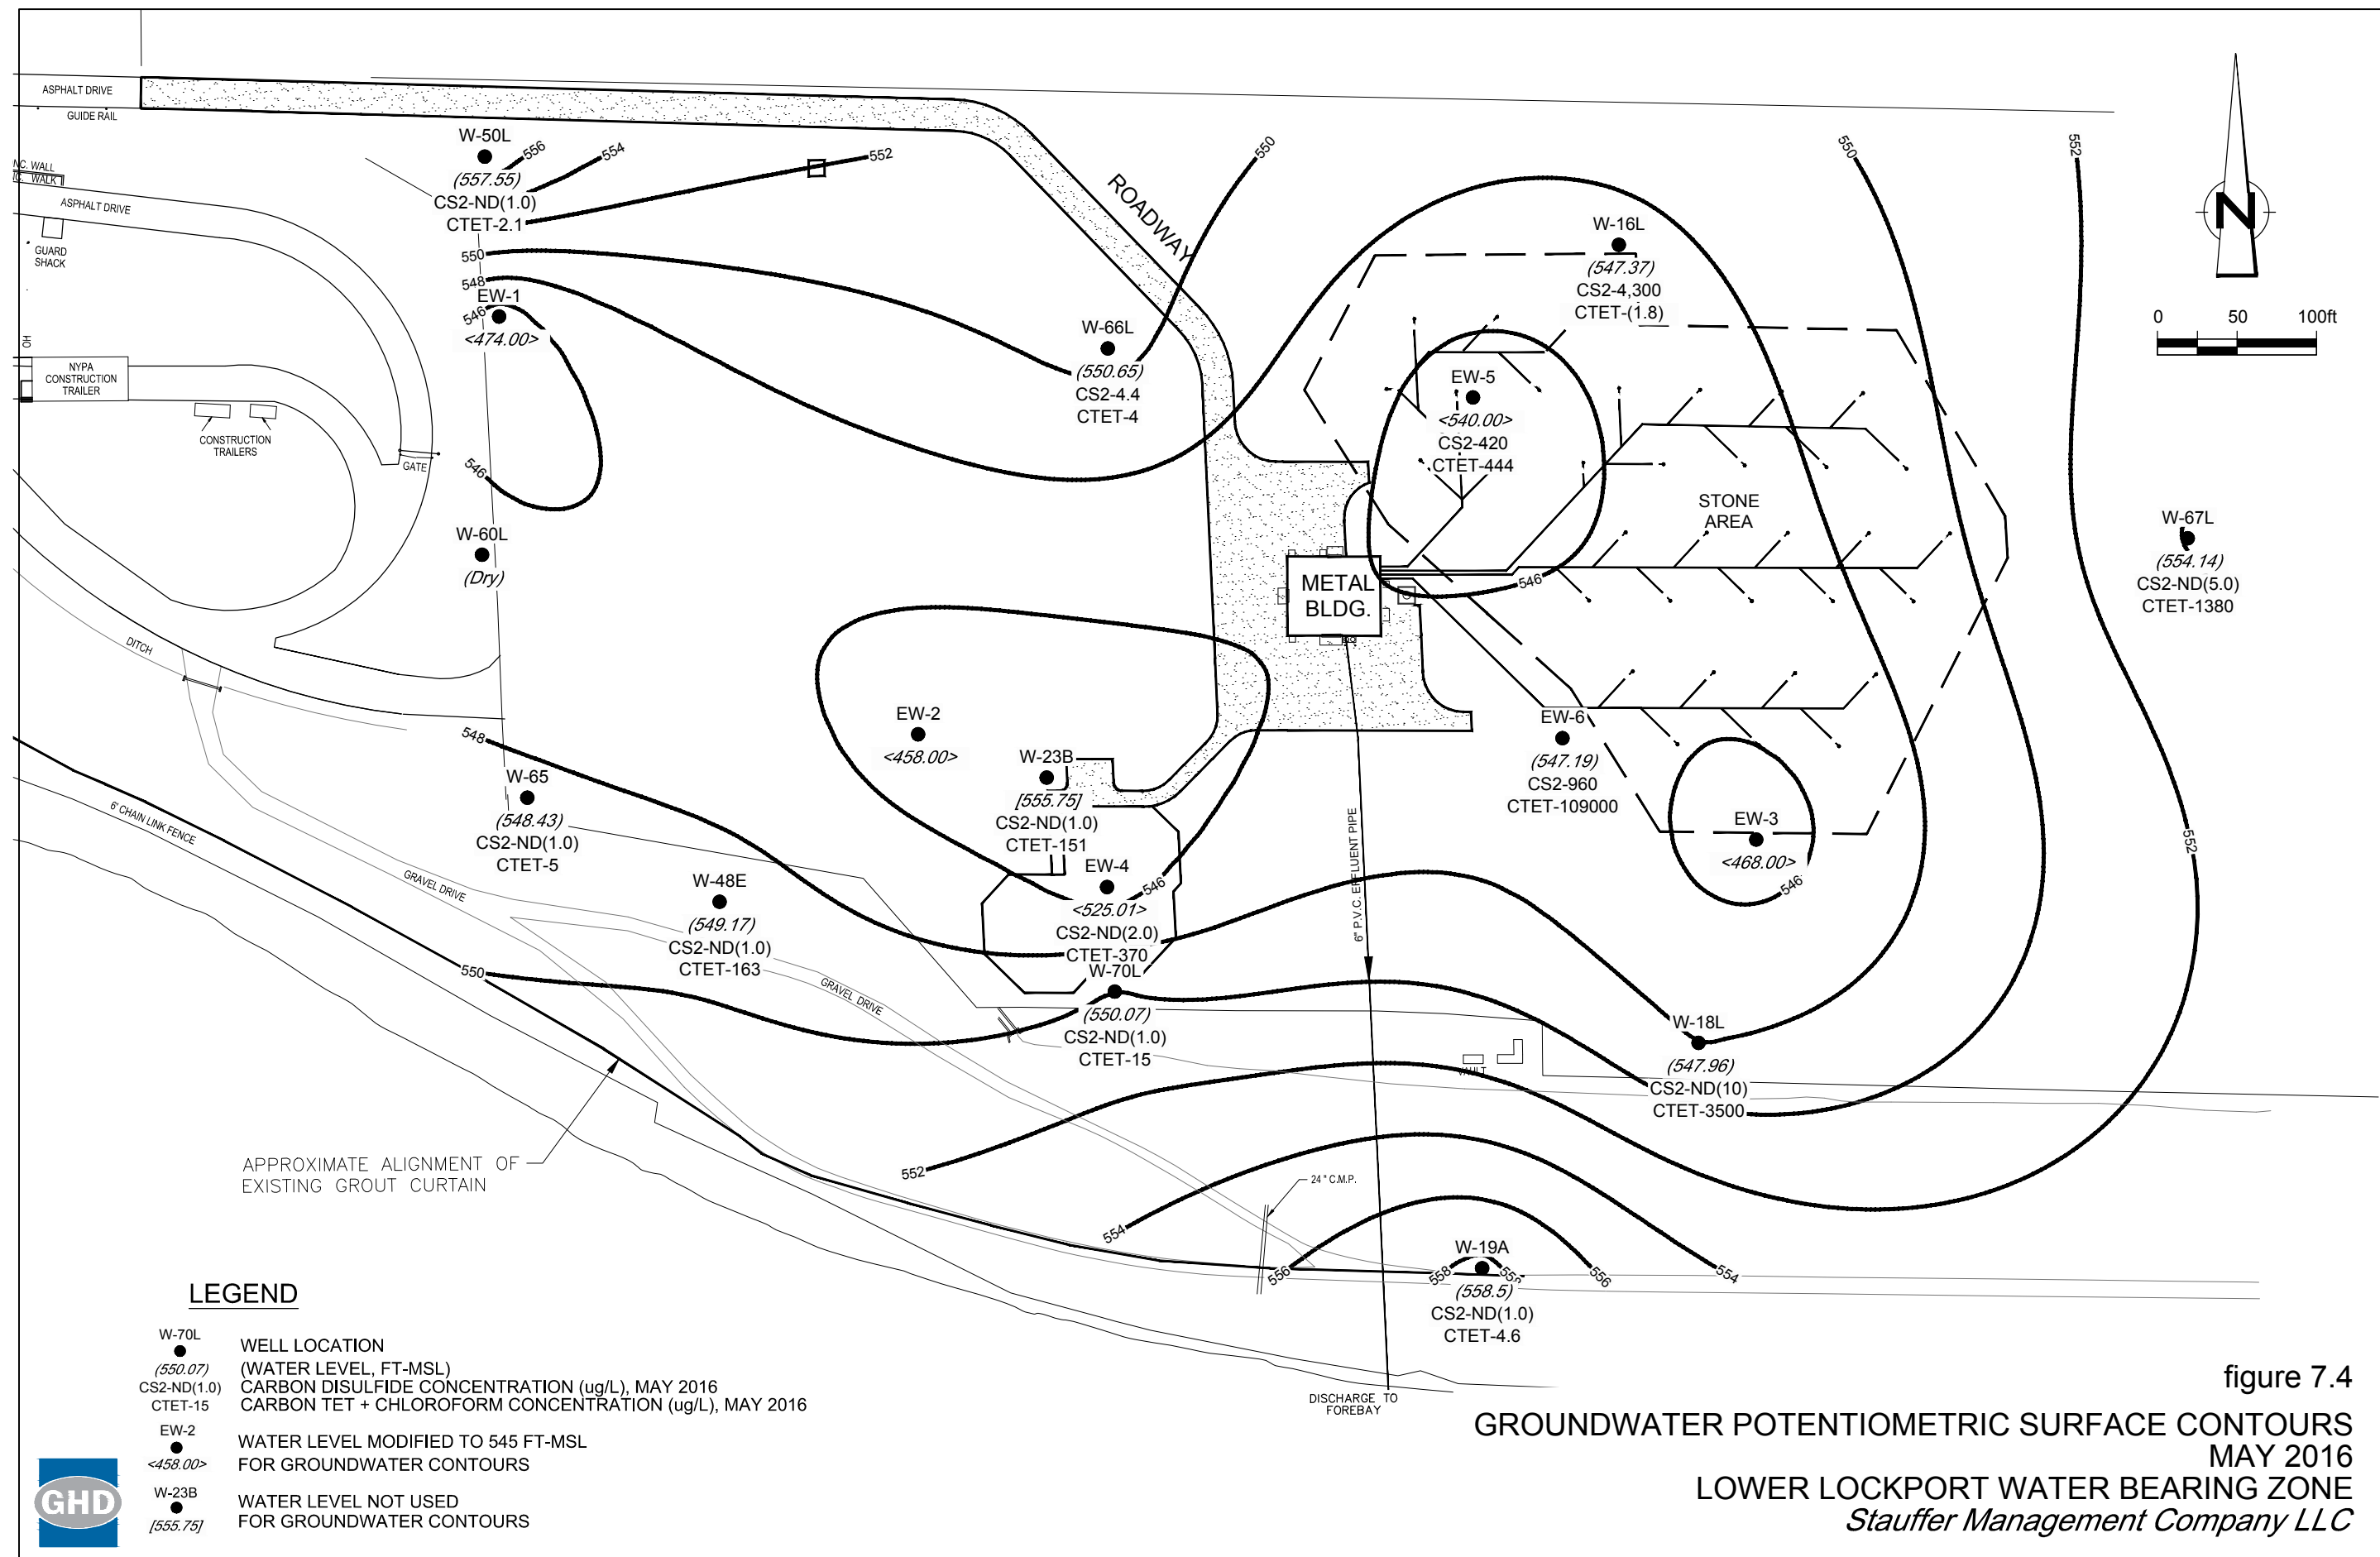 ASPHALT DRIVE
GUIDE RAIL
NC. WALL
C. WALK
ASPHALT DRIVE
GUARD
SHACK
HO
NYPA
CONSTRUCTION
TRAILER
CONSTRUCTION
TRAILERS
GATE
DITCH
6' CHAIN LINK FENCE
GRAVEL DRIVE
GRAVEL DRIVE
W-50L
(557.55)
CS2-ND(1.0)
CTET-2.1
556
554
552
550
548
546
EW-1
<474.00>
546
W-60L
(Dry)
548
W-65
(548.43)
CS2-ND(1.0)
CTET-5
W-48E
(549.17)
CS2-ND(1.0)
CTET-163
550
ROADWAY
550
W-66L
(550.65)
CS2-4.4
CTET-4
EW-2
<458.00>
W-23B
[555.75]
CS2-ND(1.0)
CTET-151
EW-4
<525.01>
CS2-ND(2.0)
CTET-370
546
W-70L
(550.07)
CS2-ND(1.0)
CTET-15
METAL
BLDG.
6" P.V.C. EFFLUENT PIPE
W-16L
(547.37)
CS2-4,300
CTET-(1.8)
EW-5
<540.00>
CS2-420
CTET-444
STONE
AREA
546
EW-6
(547.19)
CS2-960
CTET-109000
EW-3
<468.00>
546
550
552
N
0 50 100ft
W-67L
(554.14)
CS2-ND(5.0)
CTET-1380
552
W-18L
(547.96)
CS2-ND(10)
CTET-3500
VAULT
552
554
556
24" C.M.P.
W-19A
558
558
(558.5)
CS2-ND(1.0)
CTET-4.6
556
554
DISCHARGE TO
FOREBAY
APPROXIMATE ALIGNMENT OF
EXISTING GROUT CURTAIN
LEGEND
W-70L
WELL LOCATION
(550.07) (WATER LEVEL, FT-MSL)
CS2-ND(1.0) CARBON DISULFIDE CONCENTRATION (ug/L), MAY 2016
CTET-15 CARBON TET + CHLOROFORM CONCENTRATION (ug/L), MAY 2016
EW-2
WATER LEVEL MODIFIED TO 545 FT-MSL
<458.00> FOR GROUNDWATER CONTOURS
W-23B
WATER LEVEL NOT USED
[555.75] FOR GROUNDWATER CONTOURS
GHD
figure 7.4
GROUNDWATER POTENTIOMETRIC SURFACE CONTOURS
MAY 2016
LOWER LOCKPORT WATER BEARING ZONE
Stauffer Management Company LLC